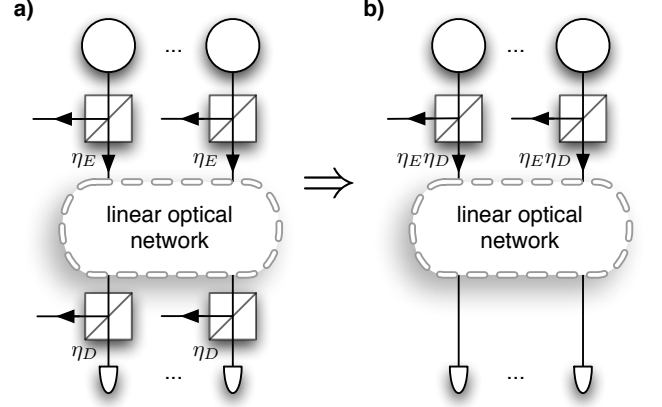 a)
...
η_E η_E
linear optical
network
η_D η_D
...
⇒
b)
...
η_Eη_D η_Eη_D
linear optical
network
...